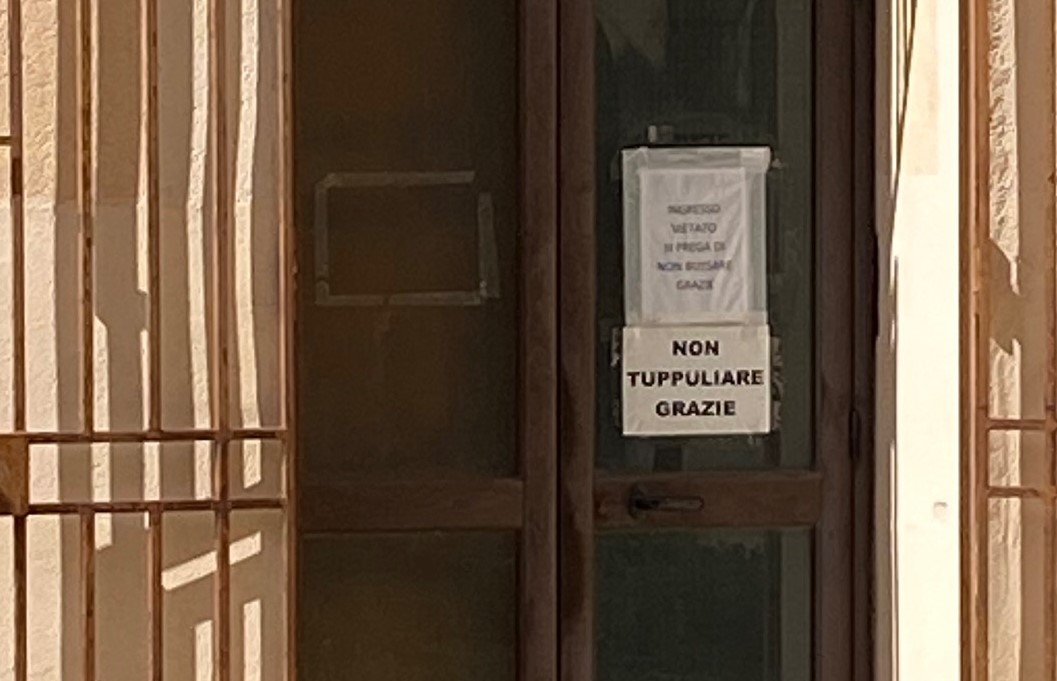 INGRESSO
VIETATO
SI PREGA DI
NON BUSSARE
GRAZIE
NON
TUPPULIARE
GRAZIE